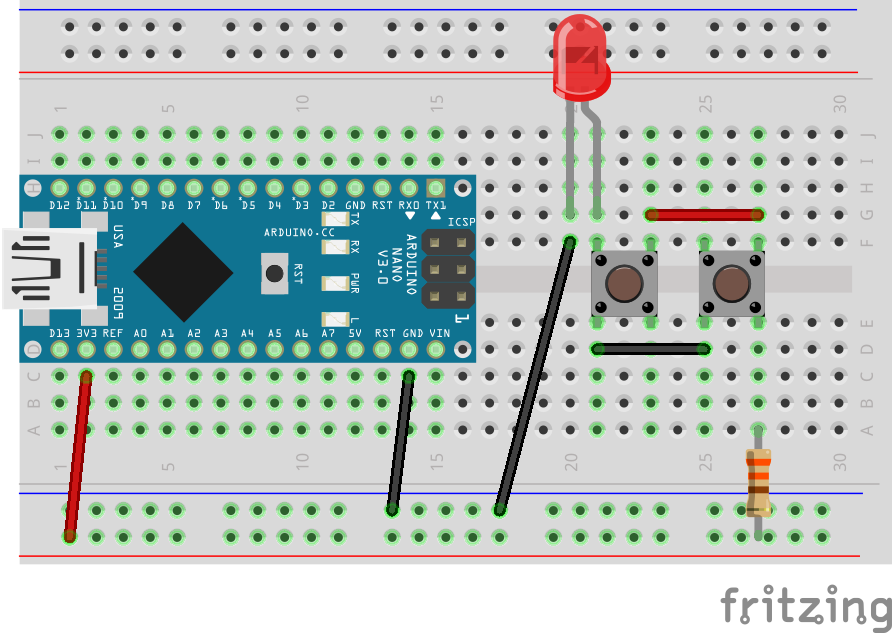 1 5 10 15 20 25 30
J J
I I
H H
G
F
D12 D11 D10 D9 D8 D7 D6 D5 D4 D3 D2 GND RST RX0 TX1
ICSP
USA
ARDUINO.CC
TX
RX
PWR
L
RST
ARDUINO
NANO
V3.0
2009
1
D13 3V3 REF A0 A1 A2 A3 A4 A5 A6 A7 5V RST GND VIN
E
D D
C C
B B
A A
1 5 10 15 20 25 30
fritzing